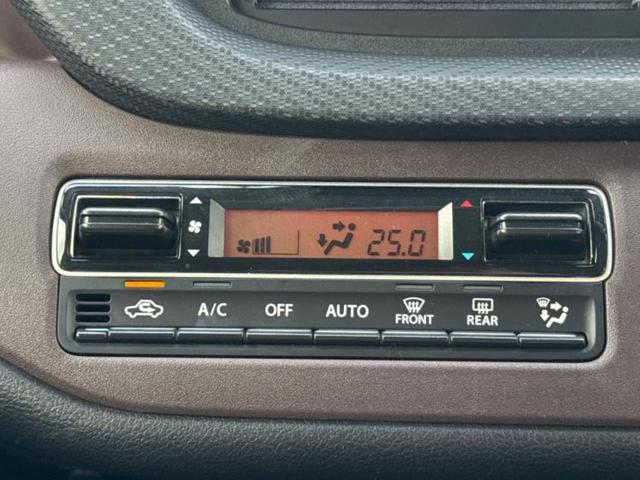 25.0
A/C OFF AUTO FRONT REAR